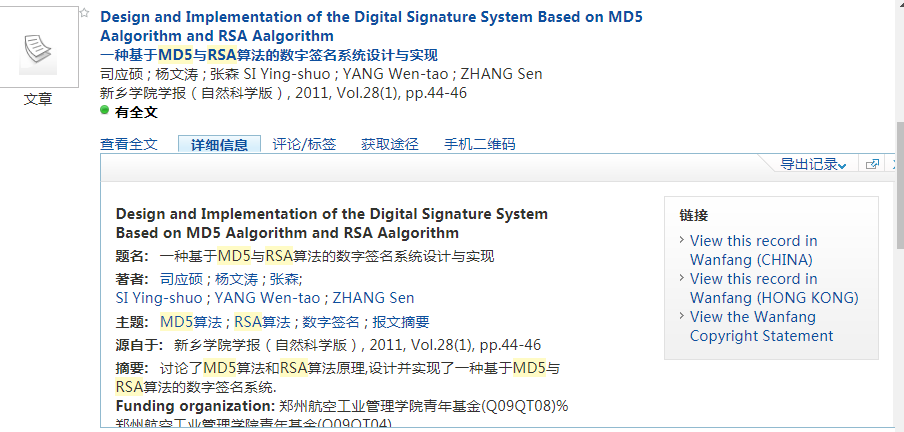 Design and Implementation of the Digital Signature System Based on MD5
Aalgorithm and RSA Aalgorithm
一种基于MD5与RSA算法的数字签名系统设计与实现
司应硕 ; 杨文涛 ; 张森 SI Ying-shuo ; YANG Wen-tao ; ZHANG Sen
新乡学院学报（自然科学版）, 2011, Vol.28(1), pp.44-46
文章
有全文
查看全文 详细信息 评论/标签 获取途径 手机二维码
导出记录
Design and Implementation of the Digital Signature System
Based on MD5 Aalgorithm and RSA Aalgorithm
题名： 一种基于MD5与RSA算法的数字签名系统设计与实现
著者： 司应硕 ; 杨文涛 ; 张森;
SI Ying-shuo ; YANG Wen-tao ; ZHANG Sen
主题： MD5算法 ; RSA算法 ; 数字签名 ; 报文摘要
源自于： 新乡学院学报（自然科学版）, 2011, Vol.28(1), pp.44-46
摘要： 讨论了MD5算法和RSA算法原理,设计并实现了一种基于MD5与
RSA算法的数字签名系统.
Funding organization: 郑州航空工业管理学院青年基金(Q09QT08)%
郑州航空工业管理学院青年基金(Q09QT04)
链接
View this record in
Wanfang (CHINA)
View this record in
Wanfang (HONG KONG)
View the Wanfang
Copyright Statement